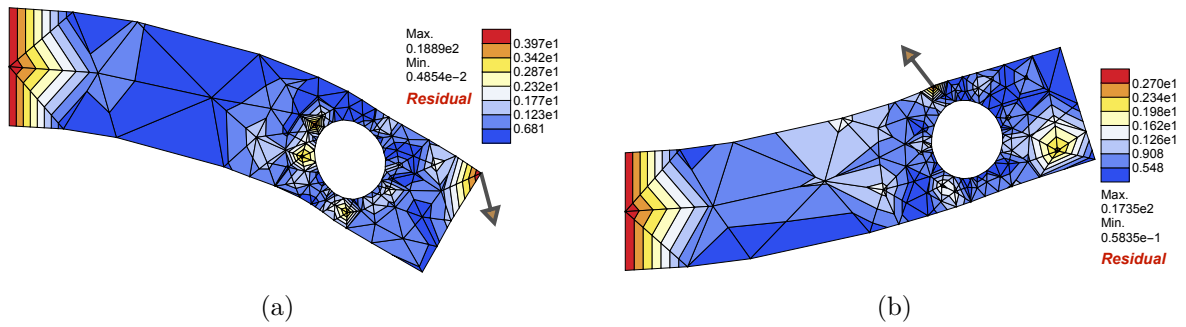 Max.
0.1889e2
Min.
0.4854e-2
Residual
0.397e1
0.342e1
0.287e1
0.232e1
0.177e1
0.123e1
0.681
(a)
0.270e1
0.234e1
0.198e1
0.162e1
0.126e1
0.908
0.548
Max.
0.1735e2
Min.
0.5835e-1
Residual
(b)